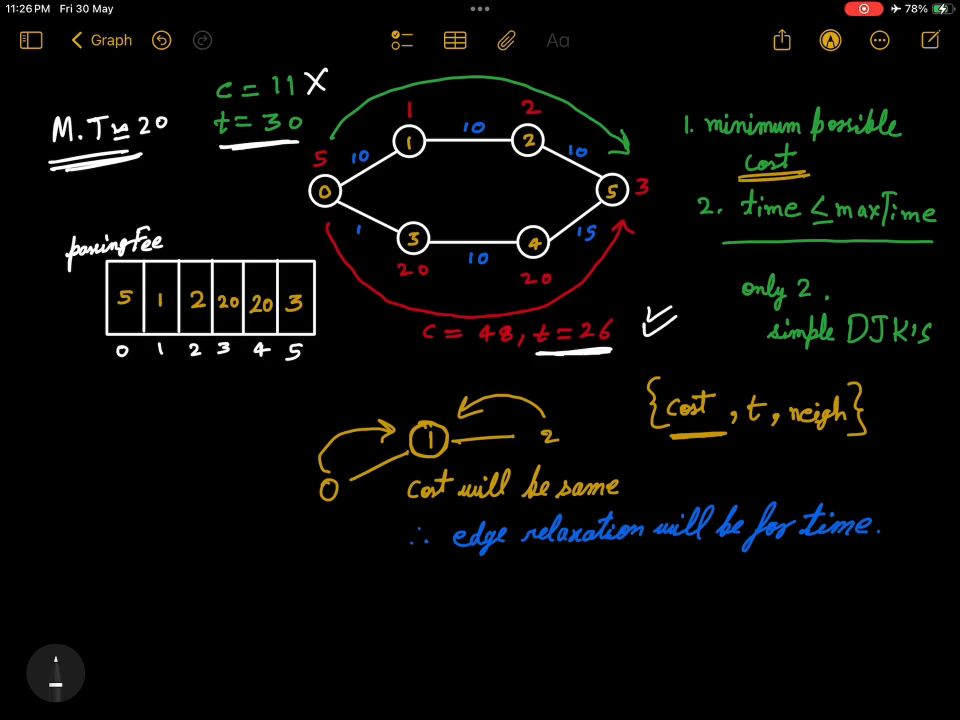 11:26 PM Fri 30 May
78%
Graph
Aa
c = 11 X
t = 30
M.T = 20
1
2
10
10
10
5
0
1
2
5
3
passingFee
1
3
10
4
15
20
20
5 1 2 20 20 3
0 1 2 3 4 5
c = 48, t = 26
1. minimum possible
cost
2. time ≤ maxTime
only 2.
simple DJK's
{cost, t, neigh}
0
1
2
cost will be same
∴ edge relaxation will be for time.